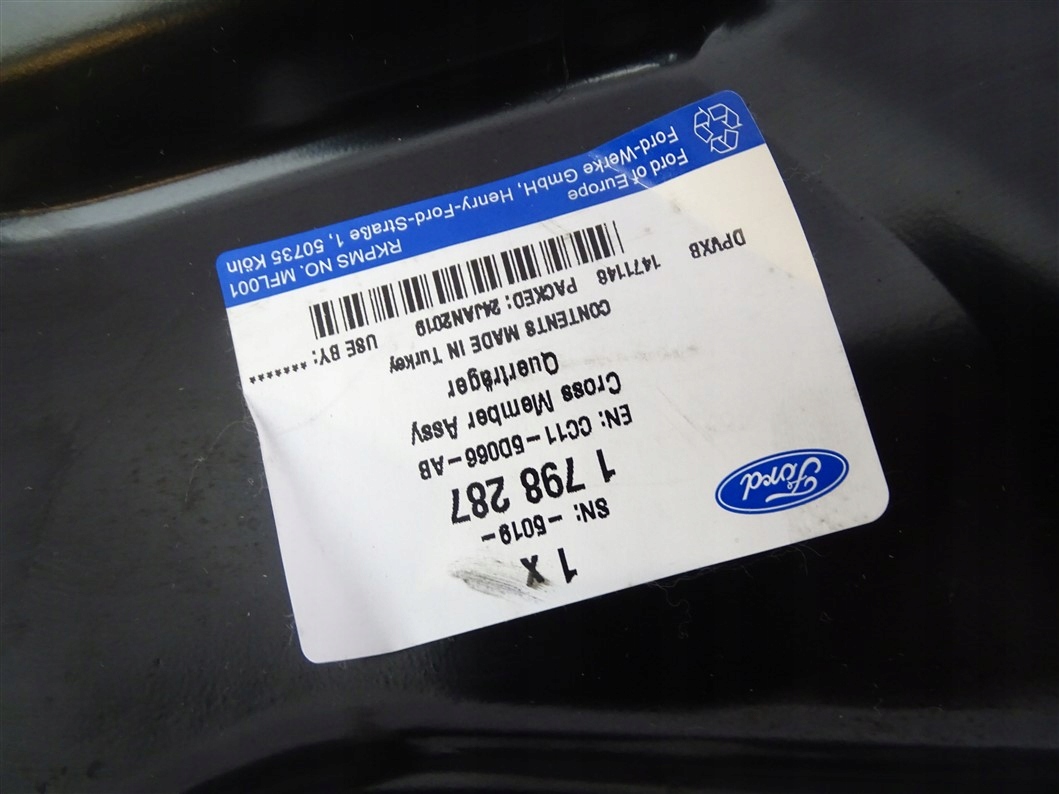 1 x
SN: -5019-
1 798 287
EN: CC11-5D066-AB
Cross Member Assy
Querträger
CONTENTS MADE IN Turkey
PACKED: 24JAN2019 USE BY: *******
1471148
DPVXB
Ford
Ford of Europe
Ford-Werke GmbH, Henry-Ford-Straße 1, 50735 Köln
RKPMS NO. MFL001